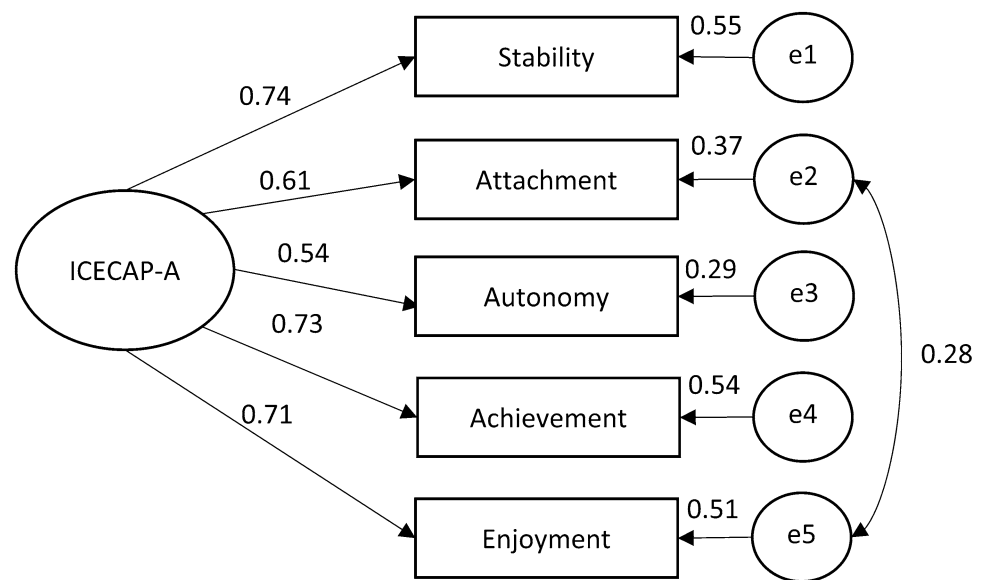 0.55
Stability
e1
0.74
0.37
0.61
Attachment
e2
0.54
0.29
ICECAP-A
Autonomy
e3
0.73
0.28
0.54
0.71
Achievement
e4
0.51
Enjoyment
e5